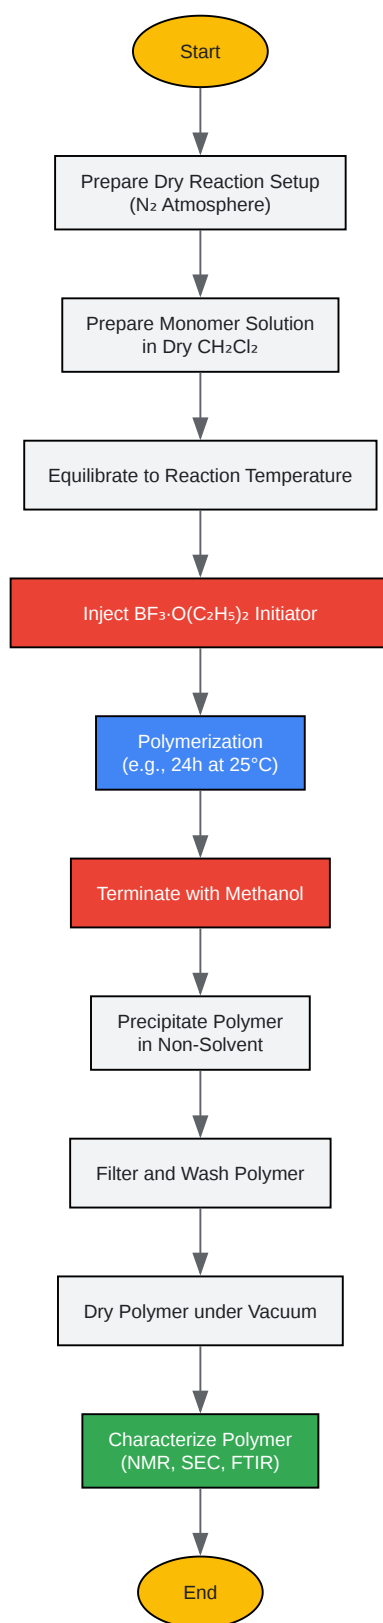 Start
Prepare Dry Reaction Setup
(N₂ Atmosphere)
Prepare Monomer Solution
in Dry CH₂Cl₂
Equilibrate to Reaction Temperature
Inject BF₃·O(C₂H₅)₂ Initiator
Polymerization
(e.g., 24h at 25°C)
Terminate with Methanol
Precipitate Polymer
in Non-Solvent
Filter and Wash Polymer
Dry Polymer under Vacuum
Characterize Polymer
(NMR, SEC, FTIR)
End